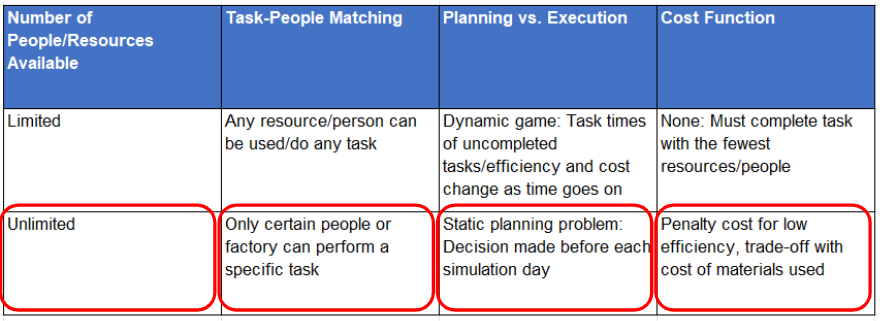 Number of
People/Resources
Available
Task-People Matching
Planning vs. Execution
Cost Function
Limited
Any resource/person can
be used/do any task
Dynamic game: Task times
of uncompleted
tasks/efficiency and cost
change as time goes on
None: Must complete task
with the fewest
resources/people
Unlimited
Only certain people or
factory can perform a
specific task
Static planning problem:
Decision made before each
simulation day
Penalty cost for low
efficiency, trade-off with
cost of materials used